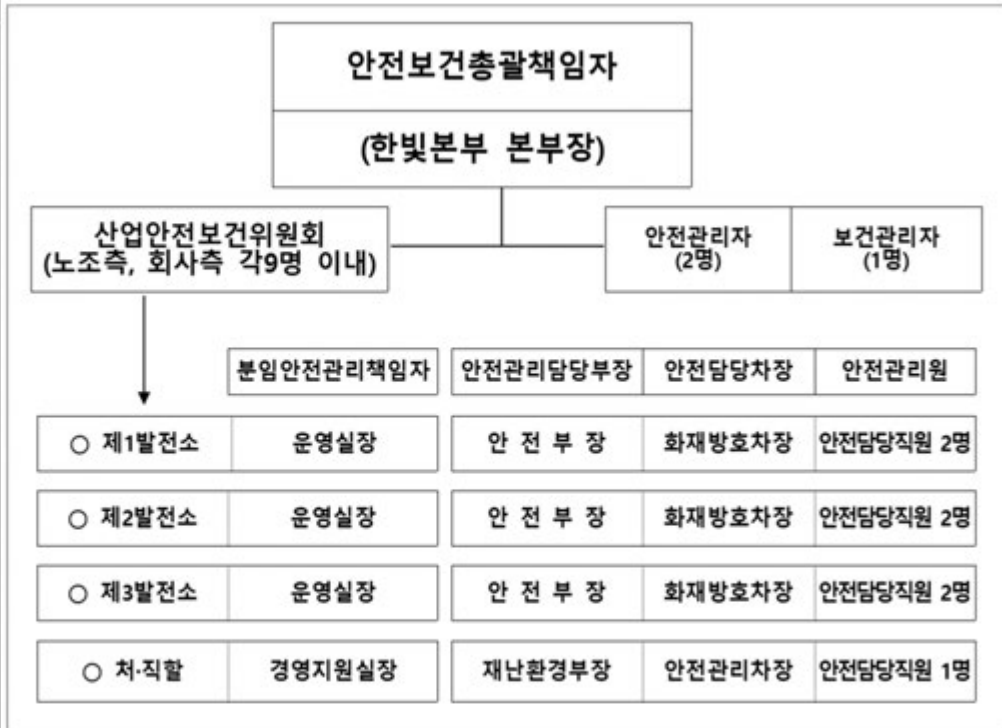 안전보건총괄책임자
(한빛본부 본부장)
산업안전보건위원회
(노조측, 회사측 각9명 이내)
안전관리자
(2명)
보건관리자
(1명)
분임안전관리책임자 안전관리담당부장 안전담당차장 안전관리원
○ 제1발전소 운영실장 안 전 부 장 화재방호차장 안전담당직원 2명
○ 제2발전소 운영실장 안 전 부 장 화재방호차장 안전담당직원 2명
○ 제3발전소 운영실장 안 전 부 장 화재방호차장 안전담당직원 2명
○ 처·직할 경영지원실장 재난환경부장 안전관리차장 안전담당직원 1명